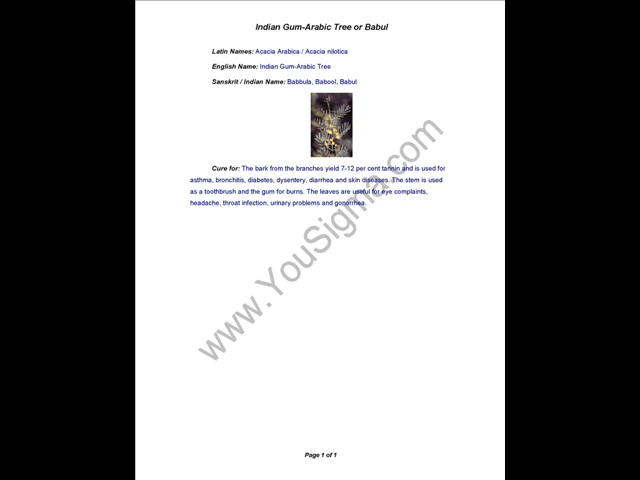 Indian Gum-Arabic Tree or Babul
Latin Names: Acacia Arabica / Acacia nilotica
English Name: Indian Gum-Arabic Tree
Sanskrit / Indian Name: Babbula, Babool, Babul
Cure for: The bark from the branches yield 7-12 per cent tannin and is used for
asthma, bronchitis, diabetes, dysentery, diarrhea and skin diseases. The stem is used
as a toothbrush and the gum for burns. The leaves are useful for eye complaints,
headache, throat infection, urinary problems and gonorrhea.
www.YouSigma.com
Page 1 of 1